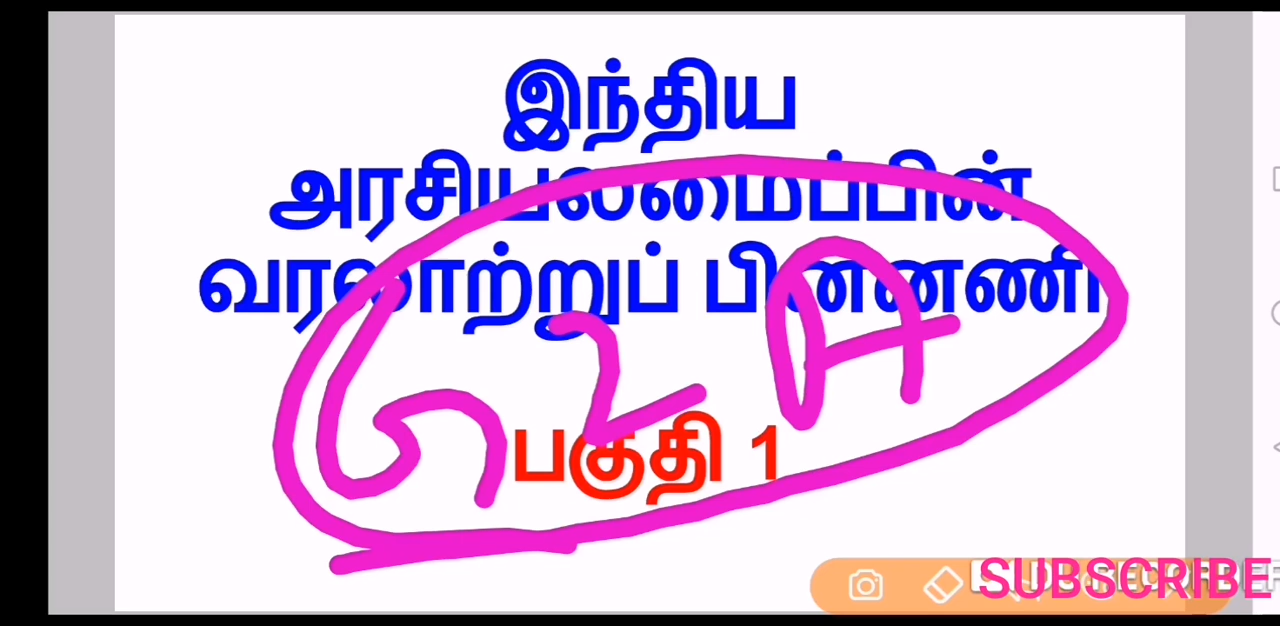 இந்திய
அரசியலமைப்பின்
வரலாற்றுப் பின்னணி
G2A
பகுதி 1
SUBSCRIBE